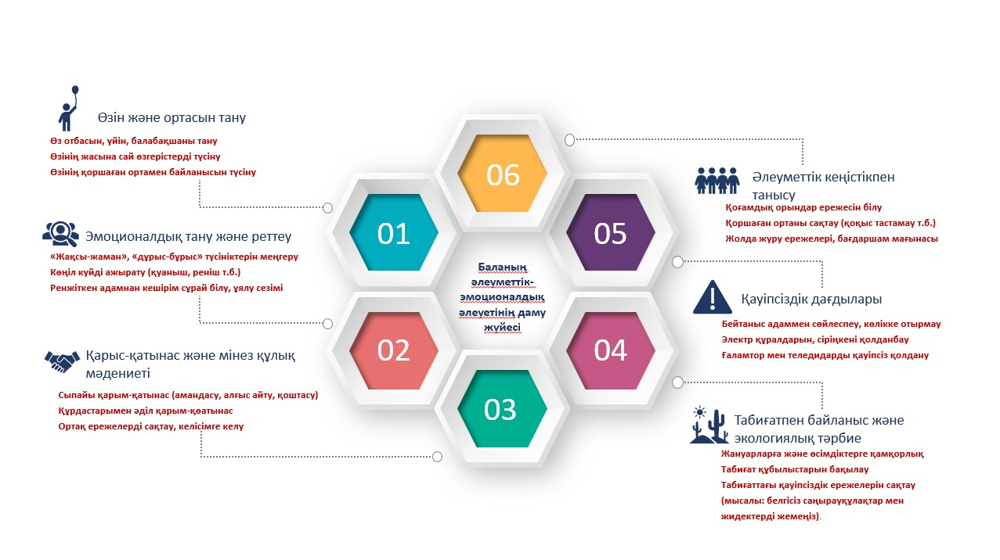 Өзін және ортасын тану
Өз отбасын, үйін, балабақшаны тану
Өзінің жасына сай өзгерістерді түсіну
Өзінің қоршаған ортамен байланысын түсіну
Эмоционалдық тану және реттеу
«Жақсы-жаман», «дұрыс-бұрыс» түсініктерін меңгеру
Көңіл күйді ажырату (қуаныш, реніш т.б.)
Ренжіткен адамнан кешірім сұрай білу, ұялу сезімі
Қарыс-қатынас және мінез құлық
мәдениеті
Сыпайы қарым-қатынас (амандасу, алғыс айту, қоштасу)
Құрдастарымен әділ қарым-қөатынас
Ортақ ережелерді сақтау, келісімге келу
06
01
05
Баланың
әлеуметтік-
эмоционалдық
әлеуетінің даму
жүйесі
02
04
03
Әлеуметтік кеңістікпен
танысу
Қоғамдық орындар ережесін білу
Қоршаған ортаны сақтау (қоқыс тастамау т.б.)
Жолда жүру ережелері, бағдаршам мағынасы
Қауіпсіздік дағдылары
Бейтаныс адаммен сөйлеспеу, көлікке отырмау
Электр құралдарын, сіріңкені қолданбау
Ғаламтор мен теледидарды қауіпсіз қолдану
Табиғатпен байланыс және
экологиялық тәрбие
Жануарларға және өсімдіктерге қамқорлық
Табиғат құбылыстарын бақылау
Табиғаттағы қауіпсіздік ережелерін сақтау
(мысалы: белгісіз саңырауқұлақтар мен
жидектерді жемеңіз).